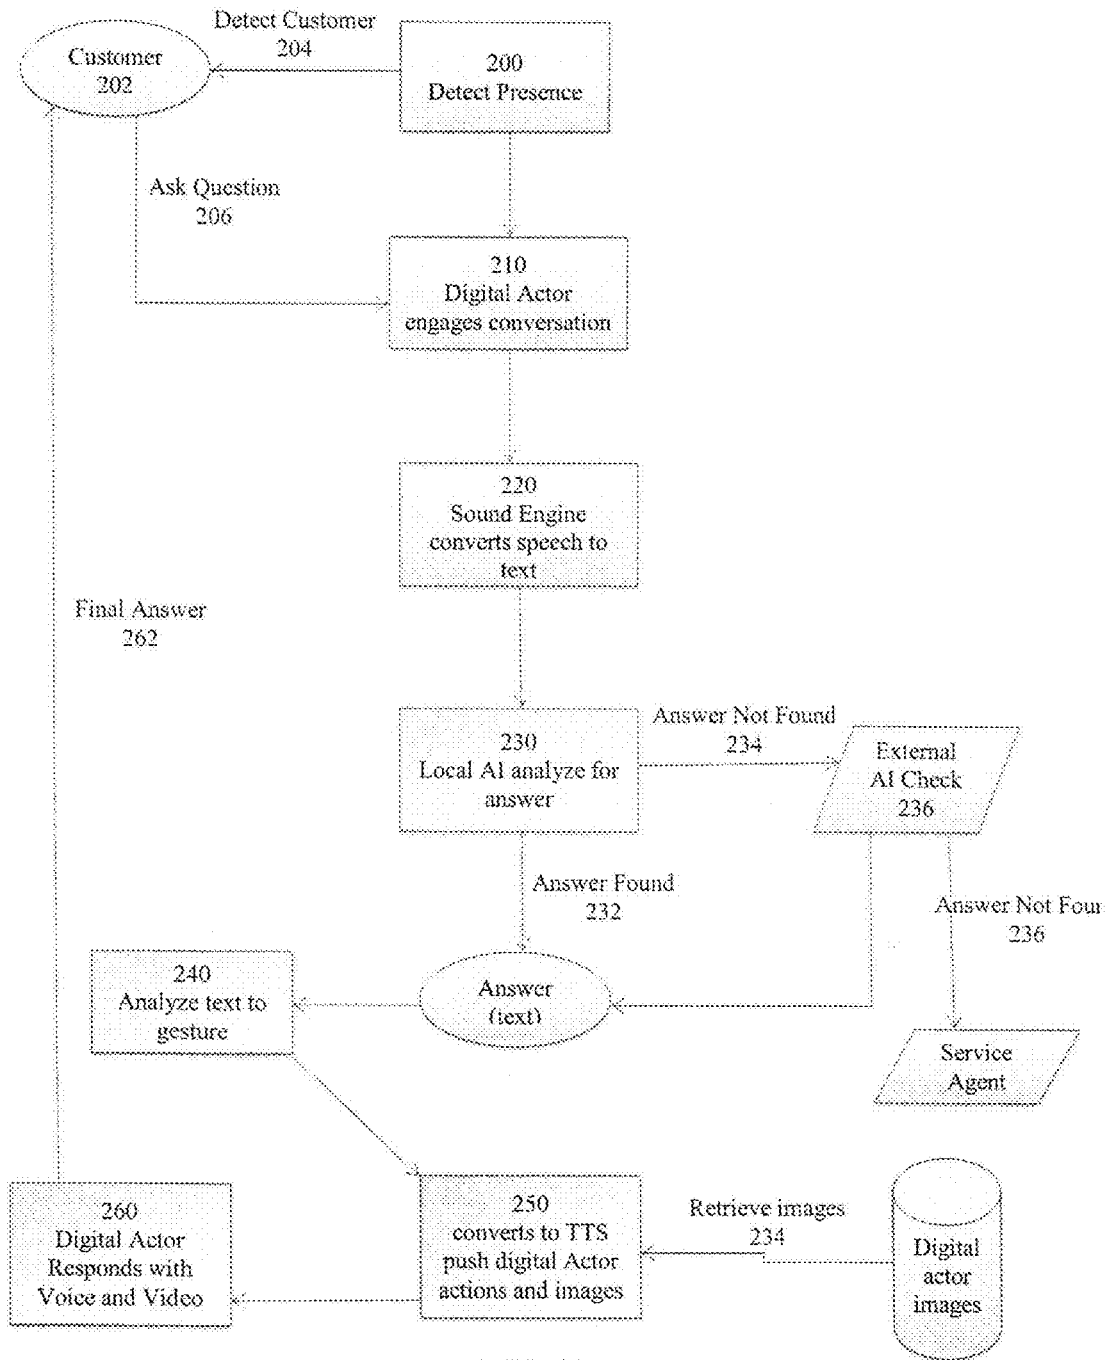 Detect Customer
204
Customer
202
200
Detect Presence
Ask Question
206
210
Digital Actor
engages conversation
220
Sound Engine
converts speech to
text
Final Answer
262
230
Local AI analyze for
answer
Answer Not Found
234
External
AI Check
236
Answer Found
232
Answer Not Four
236
240
Analyze text to
gesture
Answer
(text)
Service
Agent
260
Digital Actor
Responds with
Voice and Video
250
converts to TTS
push digital Actor
actions and images
Retrieve images
234
Digital
actor
images